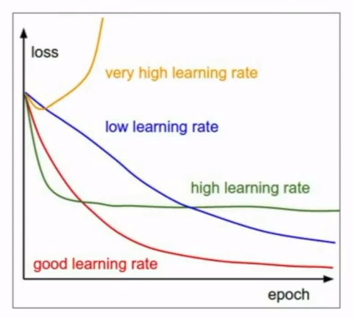 loss
very high learning rate
low learning rate
high learning rate
good learning rate
epoch